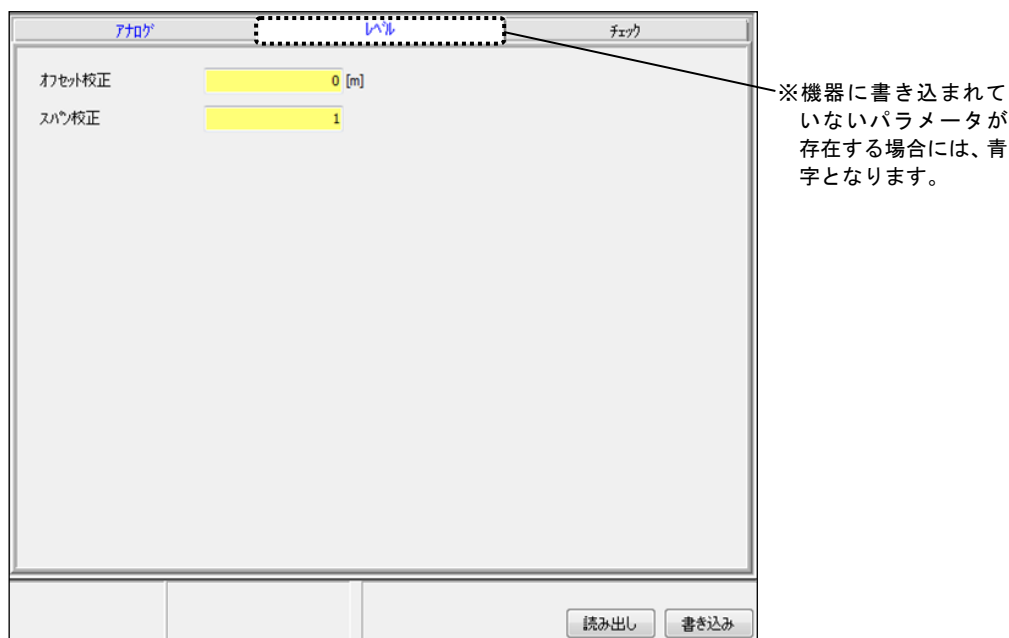 アナログ レベル チェック
オフセット校正 0 [m]
スパン校正 1
※機器に書き込まれて
いないパラメータが
存在する場合には、青
字となります。
読み出し 書き込み